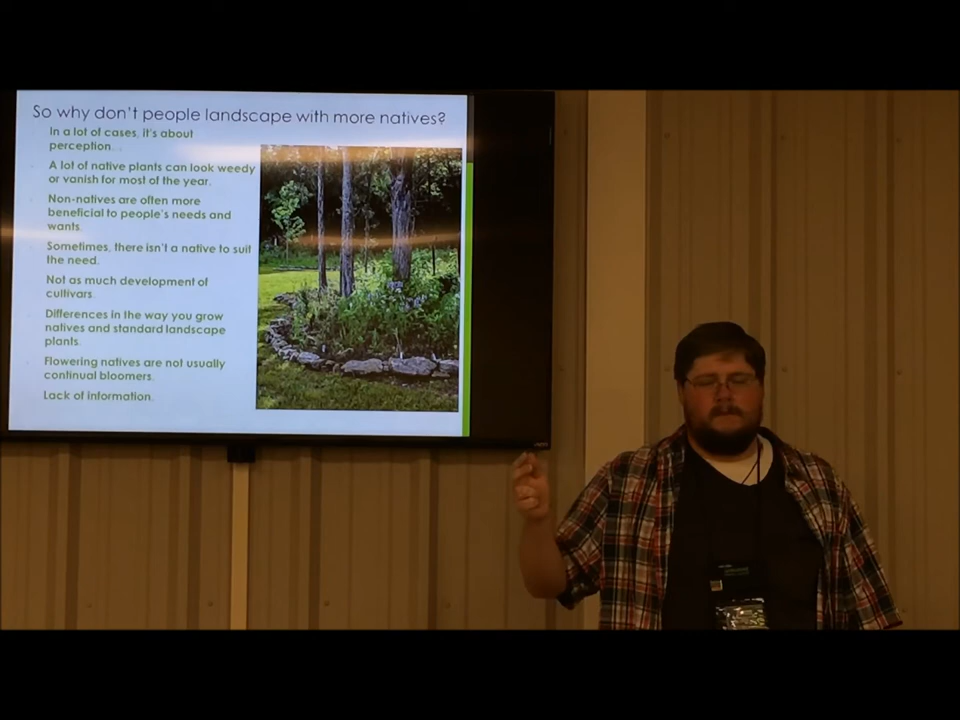 So why don't people landscape with more natives?
In a lot of cases, it's about
perception…
A lot of native plants can look weedy
or vanish for most of the year.
Non-natives are often more
beneficial to people's needs and
wants.
Sometimes, there isn't a native to suit
the need.
Not as much development of
cultivars.
Differences in the way you grow
natives and standard landscape
plants.
Flowering natives are not usually
continual bloomers.
Lack of information.